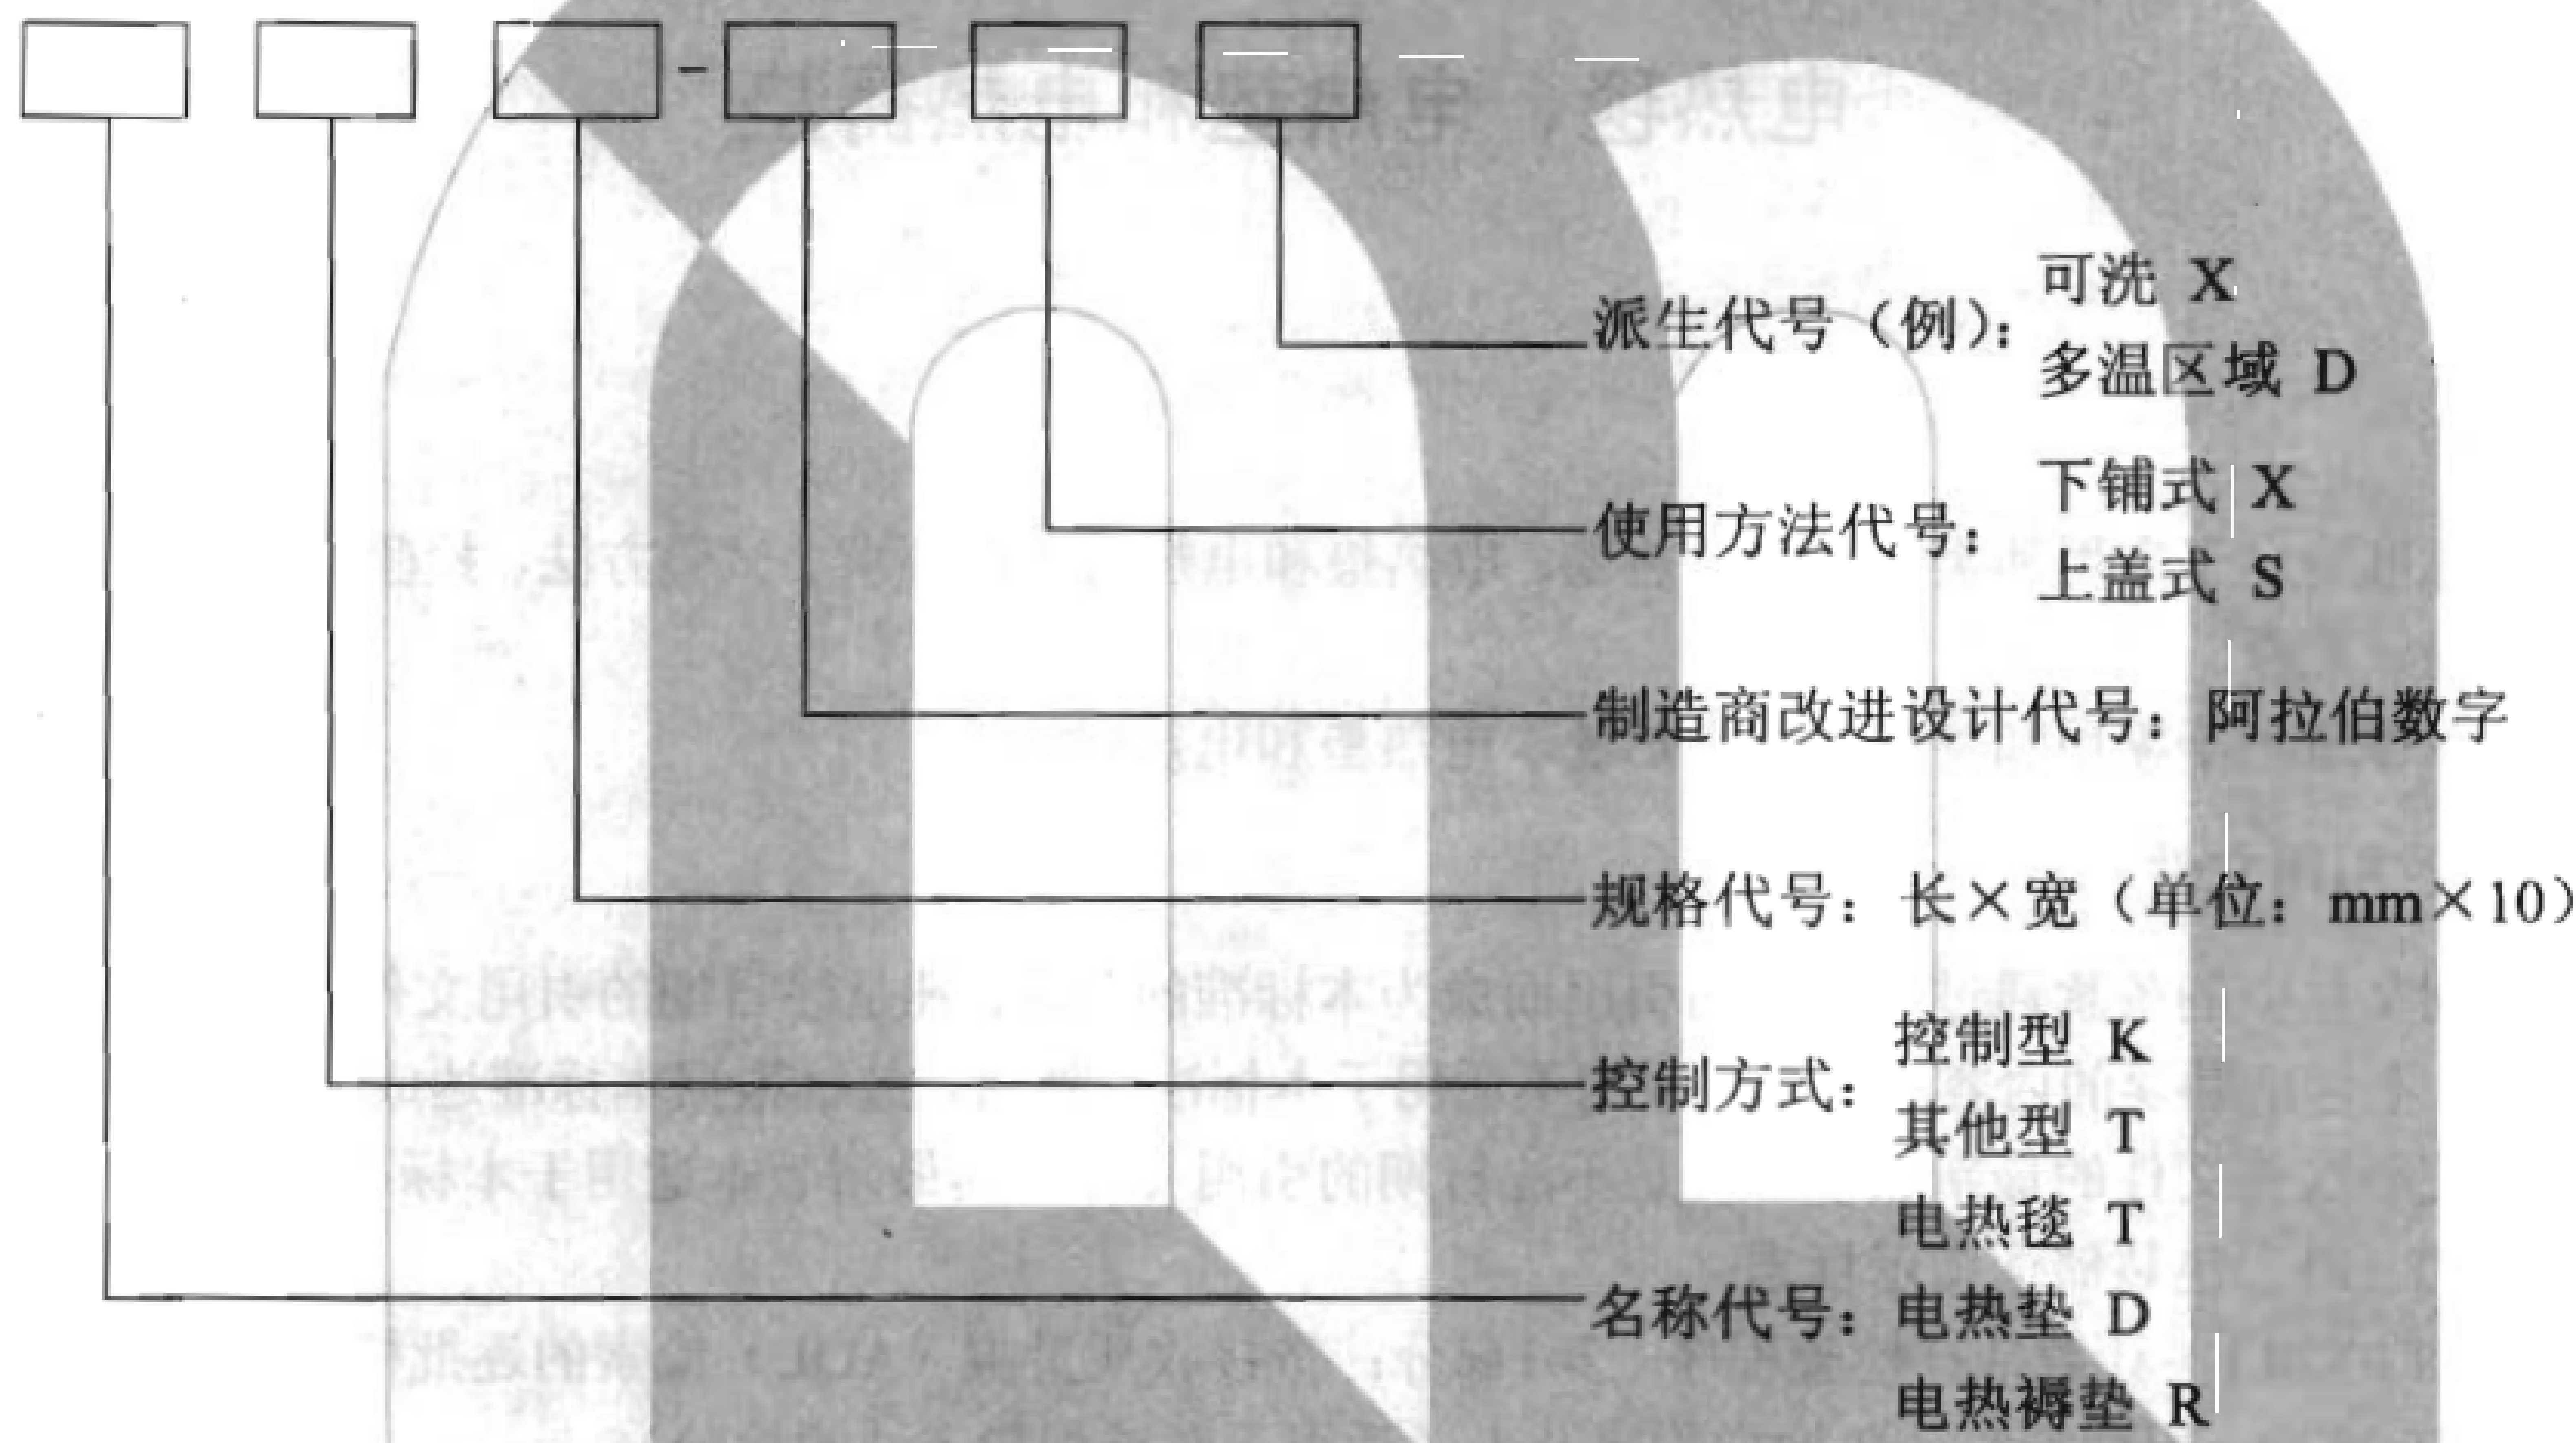 -
可洗 X
派生代号（例）：
多温区域 D
下铺式 X
使用方法代号：
上盖式 S
制造商改进设计代号：阿拉伯数字
规格代号：长×宽（单位：mm×10）
控制型 K
控制方式：
其他型 T
电热毯 T
名称代号：电热垫 D
电热褥垫 R